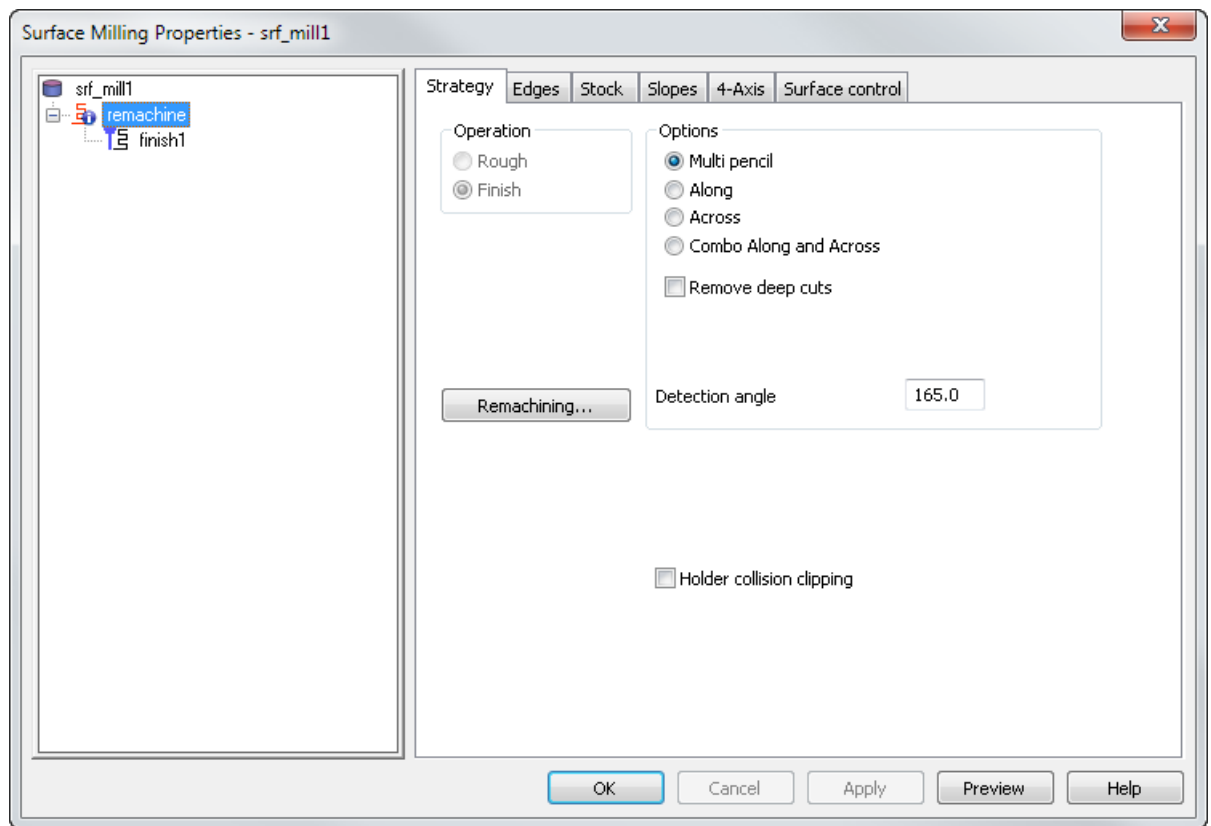 Surface Milling Properties - srf_mill1
srf_mill1
remachine
finish1
Strategy Edges Stock Slopes 4-Axis Surface control
Operation
Rough
Finish
Options
Multi pencil
Along
Across
Combo Along and Across
Remove deep cuts
Remachining...
Detection angle 165.0
Holder collision clipping
OK Cancel Apply Preview Help